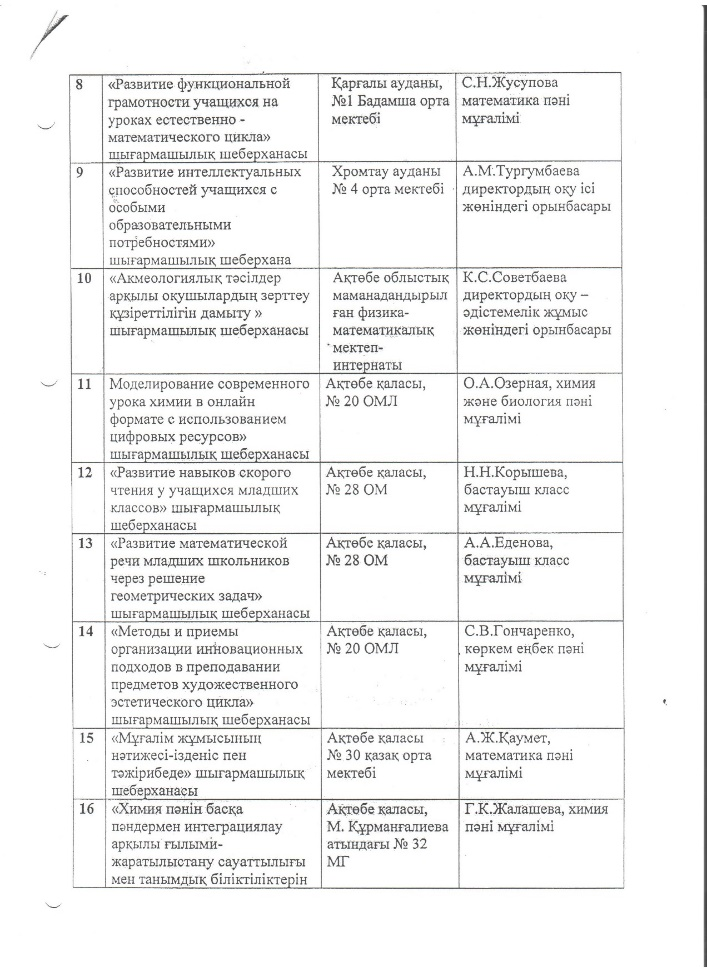 8
«Развитие функциональной
грамотности учащихся на
уроках естественно -
математического цикла»
шығармашылық шеберханасы
Қарғалы ауданы,
№1 Бадамша орта
мектебі
С.Н.Жусупова
математика пәні
мұғалімі
9
«Развитие интеллектуальных
способностей учащихся с
особыми
образовательными
потребностями»
шығармашылық шеберхана
Хромтау ауданы
№ 4 орта мектебі
А.М.Тургумбаева
директордың оқу ісі
жөніндегі орынбасары
10
«Акмеологиялық тәсілдер
арқылы оқушылардың зерттеу
құзіреттілігін дамыту »
шығармашылық шеберханасы
Ақтөбе облыстық
маманадандырыл
ған физика-
математикалық
мектеп-
интернаты
К.С.Советбаева
директордың оқу –
әдістемелік жұмыс
жөніндегі орынбасары
11
Моделирование современного
урока химии в онлайн
формате с использованием
цифровых ресурсов»
шығармашылық шеберханасы
Ақтөбе қаласы,
№ 20 ОМЛ
О.А.Озерная, химия
және биология пәні
мұғалімі
12
«Развитие навыков скорого
чтения у учащихся младших
классов» шығармашылық
шеберханасы
Ақтөбе қаласы,
№ 28 ОМ
Н.Н.Корышева,
бастауыш класс
мұғалімі
13
«Развитие математической
речи младших школьников
через решение
геометрических задач»
шығармашылық шеберханасы
Ақтөбе қаласы,
№ 28 ОМ
А.А.Еденова,
бастауыш класс
мұғалімі
14
«Методы и приемы
организации инновационных
подходов в преподавании
предметов художественного
эстетического цикла»
шығармашылық шеберханасы
Ақтөбе қаласы,
№ 20 ОМЛ
С.В.Гончаренко,
көркем еңбек пәні
мұғалімі
15
«Мұғалім жұмысының
нәтижесі-ізденіс пен
тәжірибеде» шығармашылық
шеберханасы
Ақтөбе қаласы
№ 30 қазақ орта
мектебі
А.Ж.Қаумет,
математика пәні
мұғалімі
16
«Химия пәнін басқа
пәндермен интеграциялау
арқылы ғылыми-
жаратылыстану сауаттылығы
мен танымдық біліктіліктерін
Ақтөбе қаласы,
М. Құрманғалиева
атындағы № 32
МГ
Г.К.Жалашева, химия
пәні мұғалімі